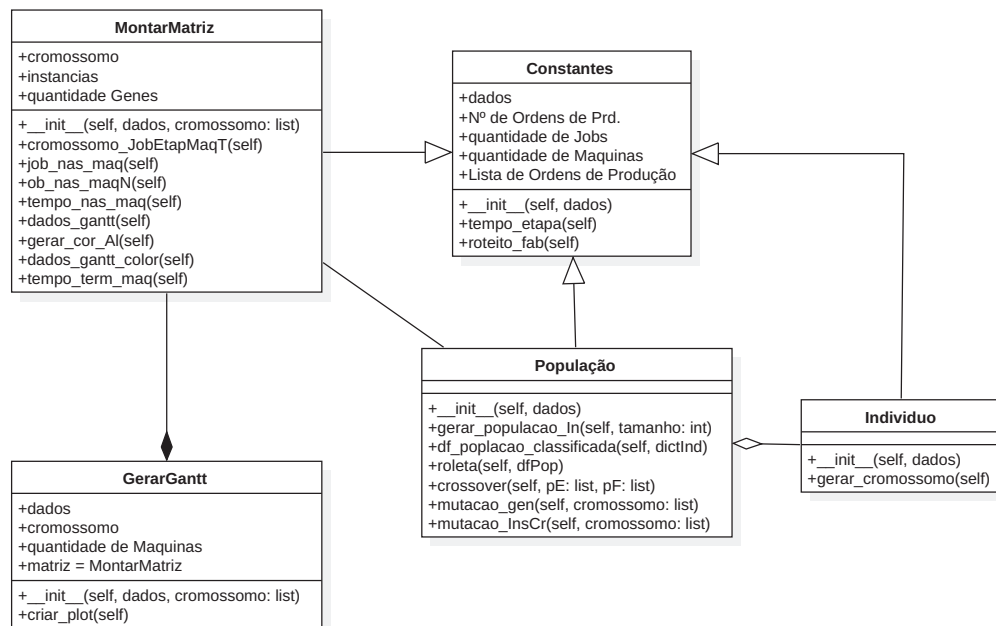 MontarMatriz
+cromossomo
+instancias
+quantidade Genes
+__init__(self, dados, cromossomo: list)
+cromossomo_JobEtapMaqT(self)
+job_nas_maq(self)
+ob_nas_maqN(self)
+tempo_nas_maq(self)
+dados_gantt(self)
+gerar_cor_Al(self)
+dados_gantt_color(self)
+tempo_term_maq(self)
Constantes
+dados
+Nº de Ordens de Prd.
+quantidade de Jobs
+quantidade de Maquinas
+Lista de Ordens de Produção
+__init__(self, dados)
+tempo_etapa(self)
+roteito_fab(self)
População
+__init__(self, dados)
+gerar_populacao_In(self, tamanho: int)
+df_poplacao_classificada(self, dictInd)
+roleta(self, dfPop)
+crossover(self, pE: list, pF: list)
+mutacao_gen(self, cromossomo: list)
+mutacao_InsCr(self, cromossomo: list)
Individuo
+__init__(self, dados)
+gerar_cromossomo(self)
GerarGantt
+dados
+cromossomo
+quantidade de Maquinas
+matriz = MontarMatriz
+__init__(self, dados, cromossomo: list)
+criar_plot(self)